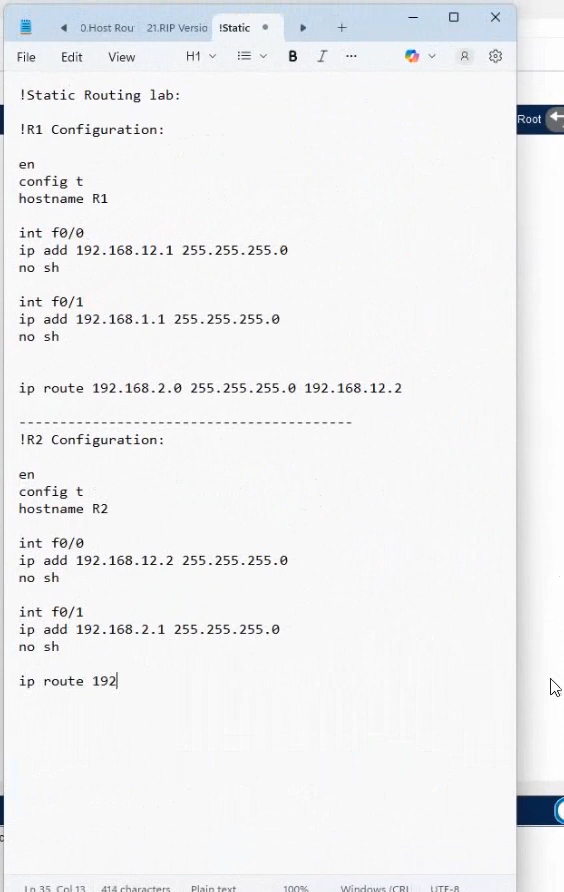 0.Host Rou 21.RIP Versio !Static
File Edit View H1 B I
!Static Routing lab:
!R1 Configuration:
en
config t
hostname R1
int f0/0
ip add 192.168.12.1 255.255.255.0
no sh
int f0/1
ip add 192.168.1.1 255.255.255.0
no sh
ip route 192.168.2.0 255.255.255.0 192.168.12.2
-----------------------------------------
!R2 Configuration:
en
config t
hostname R2
int f0/0
ip add 192.168.12.2 255.255.255.0
no sh
int f0/1
ip add 192.168.2.1 255.255.255.0
no sh
ip route 192
Root
Ln 35, Col 13 414 characters Plain text 100% Windows (CRL UTF-8